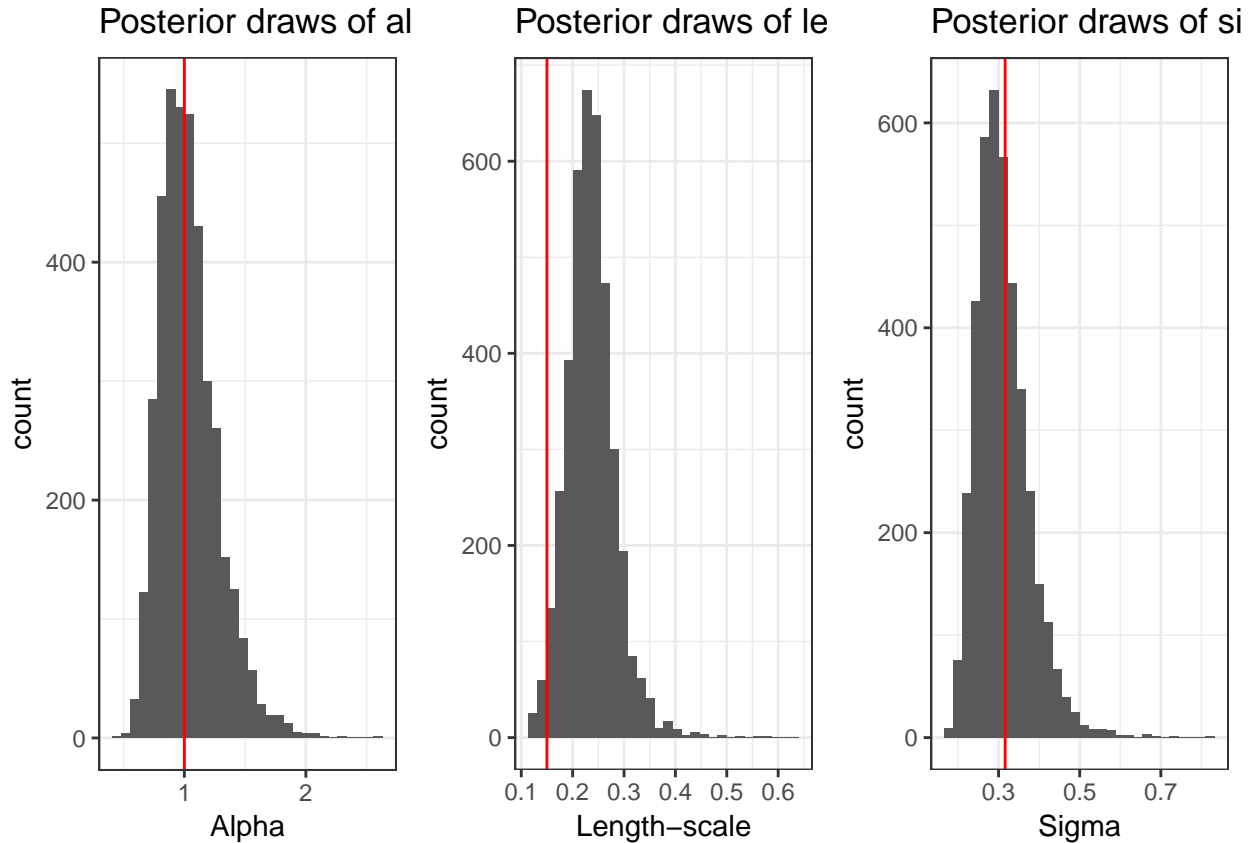 Posterior draws of al
count
400
200
0
1 2
Alpha
Posterior draws of le
count
600
400
200
0
0.1 0.2 0.3 0.4 0.5 0.6
Length−scale
Posterior draws of si
count
600
400
200
0
0.3 0.5 0.7
Sigma